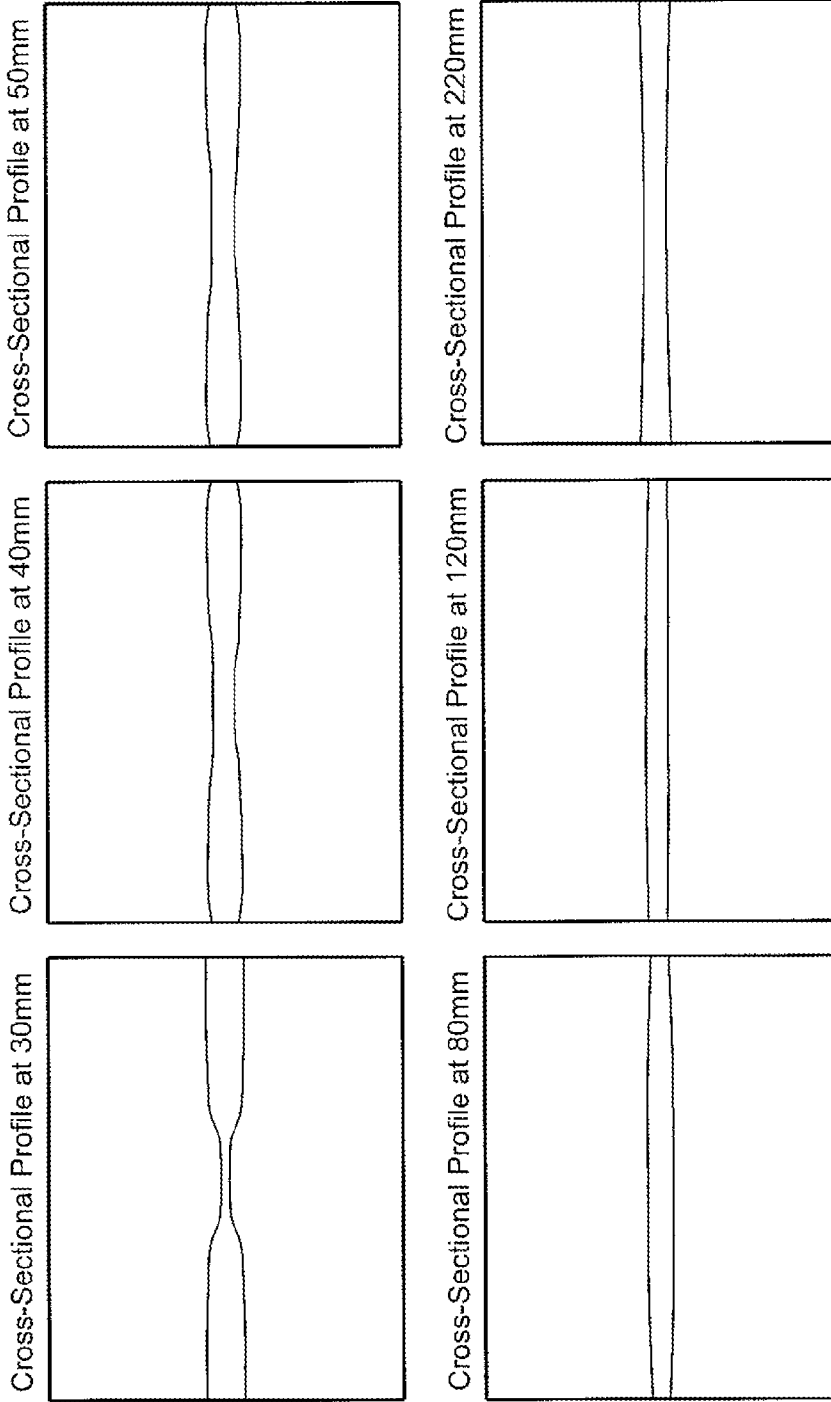 Cross-Sectional Profile at 30mm
Cross-Sectional Profile at 40mm
Cross-Sectional Profile at 50mm
Cross-Sectional Profile at 80mm
Cross-Sectional Profile at 120mm
Cross-Sectional Profile at 220mm